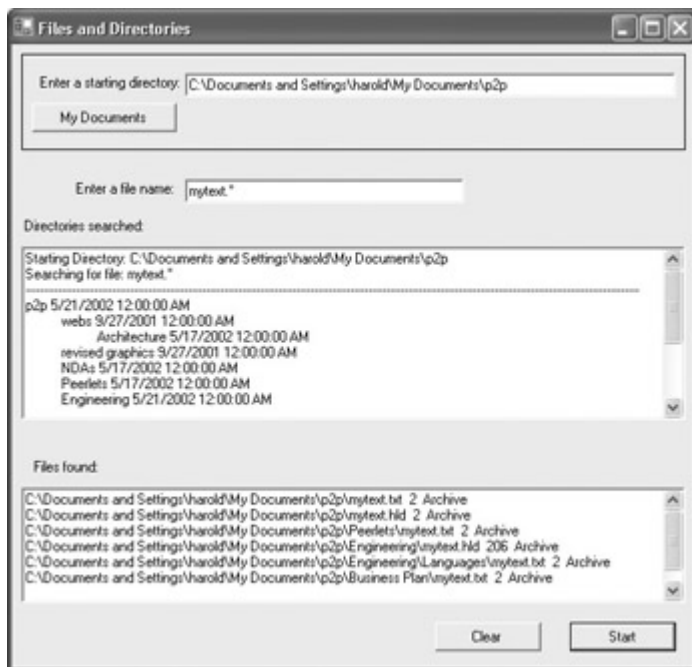 Files and Directories
Enter a starting directory: C:\Documents and Settings\harold\My Documents\p2p
My Documents
Enter a file name: mytext.*
Directories searched:
Starting Directory: C:\Documents and Settings\harold\My Documents\p2p
Searching for file: mytext.*
p2p 5/21/2002 12:00:00 AM
webs 9/27/2001 12:00:00 AM
Architecture 5/17/2002 12:00:00 AM
revised graphics 9/27/2001 12:00:00 AM
NDAs 5/17/2002 12:00:00 AM
Peerlets 5/17/2002 12:00:00 AM
Engineering 5/21/2002 12:00:00 AM
Files found:
C:\Documents and Settings\harold\My Documents\p2p\mytext.txt 2 Archive
C:\Documents and Settings\harold\My Documents\p2p\mytext.hld 2 Archive
C:\Documents and Settings\harold\My Documents\p2p\Peerlets\mytext.txt 2 Archive
C:\Documents and Settings\harold\My Documents\p2p\Engineering\mytext.hld 206 Archive
C:\Documents and Settings\harold\My Documents\p2p\Engineering\Languages\mytext.txt 2 Archive
C:\Documents and Settings\harold\My Documents\p2p\Business Plan\mytext.txt 2 Archive
Clear
Start